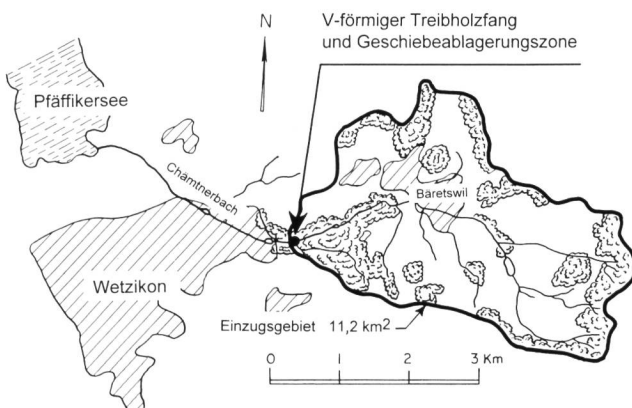 N
V-förmiger Treibholzfang
und Geschiebeablagerungszone
Pfäffikersee
Chämtnerbach
Bäretswil
Wetzikon
Einzugsgebiet 11,2 km²
0 1 2 3 Km